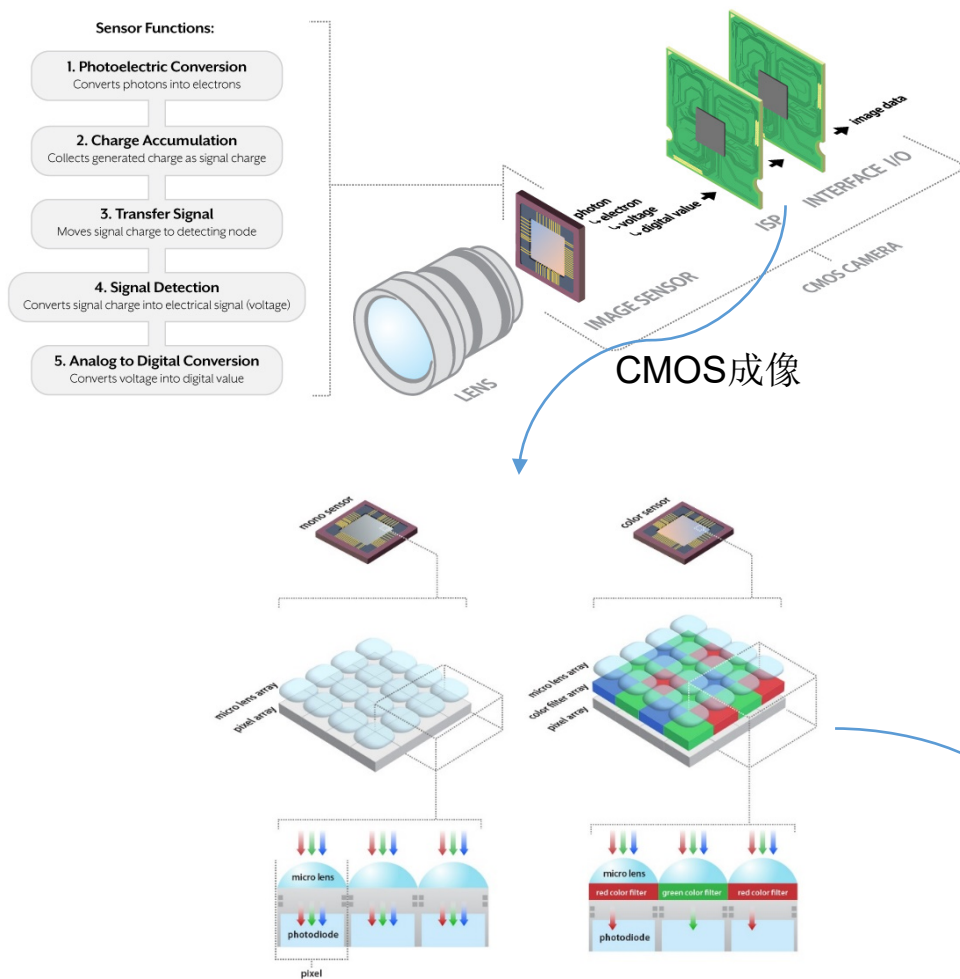 Sensor Functions:
1. Photoelectric Conversion
Converts photons into electrons
2. Charge Accumulation
Collects generated charge as signal charge
3. Transfer Signal
Moves signal charge to detecting node
4. Signal Detection
Converts signal charge into electrical signal (voltage)
5. Analog to Digital Conversion
Converts voltage into digital value
photon
electron
voltage
digital value
image data
LENS
IMAGE SENSOR
ISP
INTERFACE I/O
CMOS CAMERA
CMOS成像
mono sensor
color sensor
micro lens array
pixel array
micro lens array
color filter array
pixel array
micro lens
photodiode
pixel
micro lens
red color filter
green color filter
red color filter
photodiode